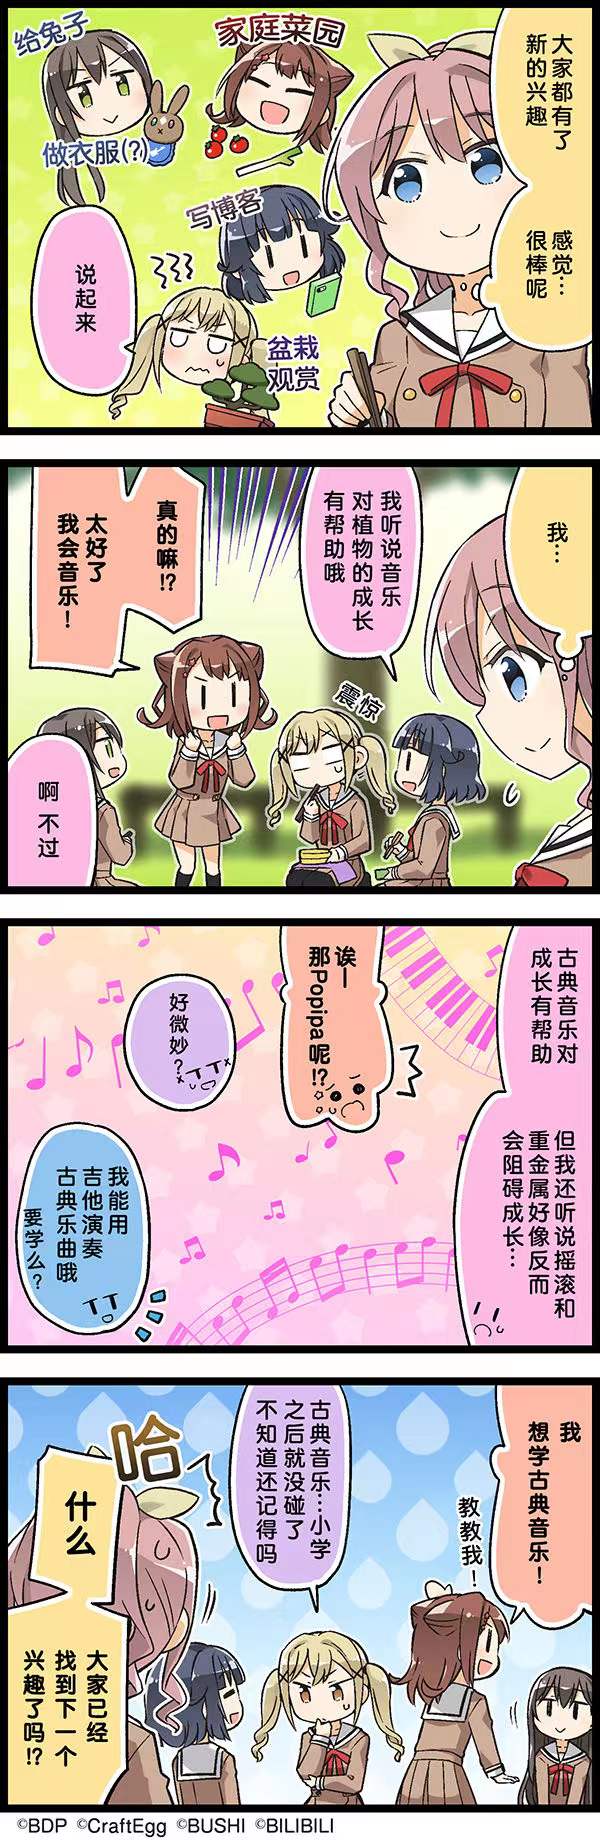 大家都有了
新的兴趣
感觉…
很棒呢
家庭菜园
给兔子
做衣服(?)
写博客
盆栽
观赏
说起来
我…
我听说音乐
对植物的成长
有帮助哦
真的嘛!?
太好了
我会音乐！
震惊
啊不过
古典音乐对
成长有帮助
但我还听说摇滚和
重金属好像反而
会阻碍成长…
诶—
那Popipa呢!?
好微妙？
我能用
吉他演奏
古典乐曲哦
要学么？
我
想学古典音乐！
教教我！
古典音乐…小学
之后就没碰了
不知道还记得吗
哈
什么
大家已经
找到下一个
兴趣了吗!?
©BDP ©CraftEgg ©BUSHI ©BILIBILI